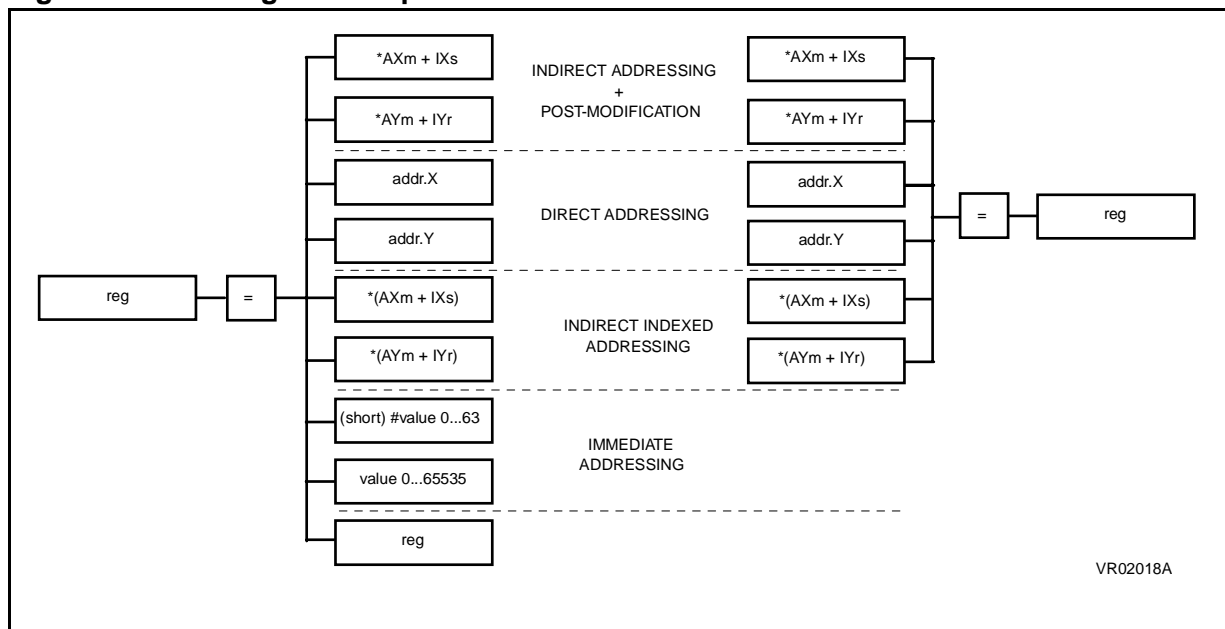 *AXm + IXs
*AYm + IYr
INDIRECT ADDRESSING
+
POST-MODIFICATION
*AXm + IXs
*AYm + IYr
addr.X
addr.Y
DIRECT ADDRESSING
addr.X
addr.Y
reg
=
=
reg
*(AXm + IXs)
*(AYm + IYr)
INDIRECT INDEXED
ADDRESSING
*(AXm + IXs)
*(AYm + IYr)
(short) #value 0...63
value 0...65535
IMMEDIATE
ADDRESSING
reg
VR02018A